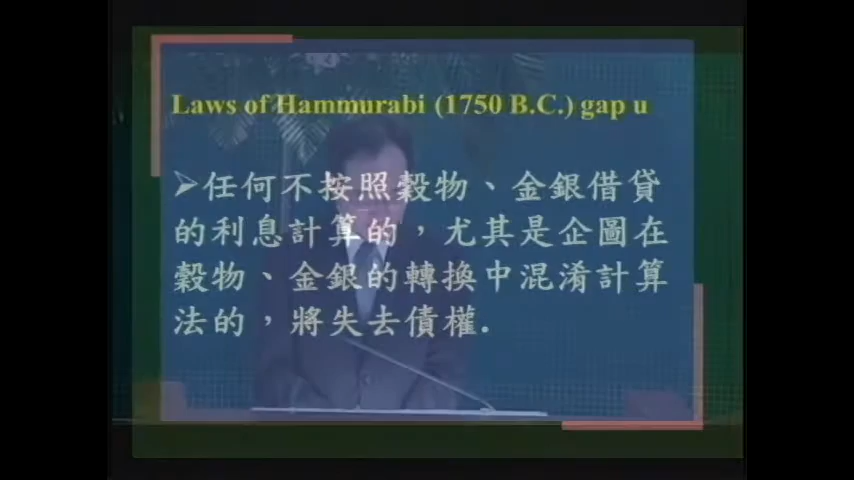 Laws of Hammurabi (1750 B.C.) gap u
➢任何不按照穀物、金銀借貸
的利息計算的，尤其是企圖在
穀物、金銀的轉換中混淆計算
法的，將失去債權.